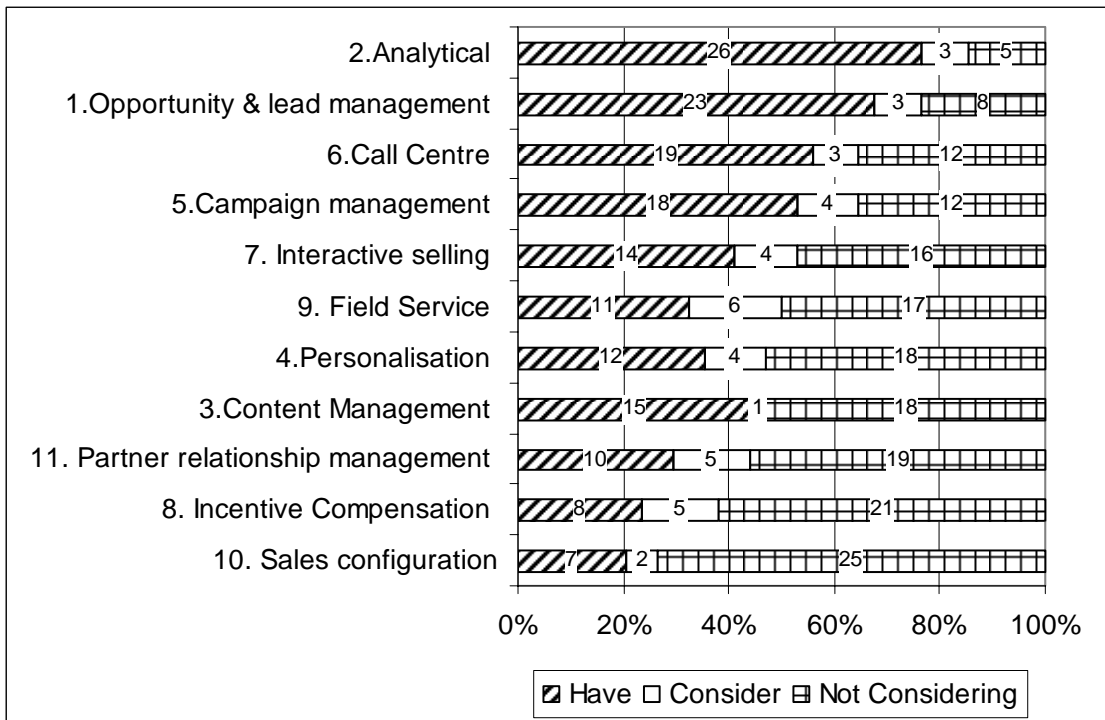 2.Analytical 26 3 5
1.Opportunity & lead management 23 3 8
6.Call Centre 19 3 12
5.Campaign management 18 4 12
7. Interactive selling 14 4 16
9. Field Service 11 6 17
4.Personalisation 12 4 18
3.Content Management 15 1 18
11. Partner relationship management 10 5 19
8. Incentive Compensation 8 5 21
10. Sales configuration 7 2 25
0% 20% 40% 60% 80% 100%
Have Consider Not Considering